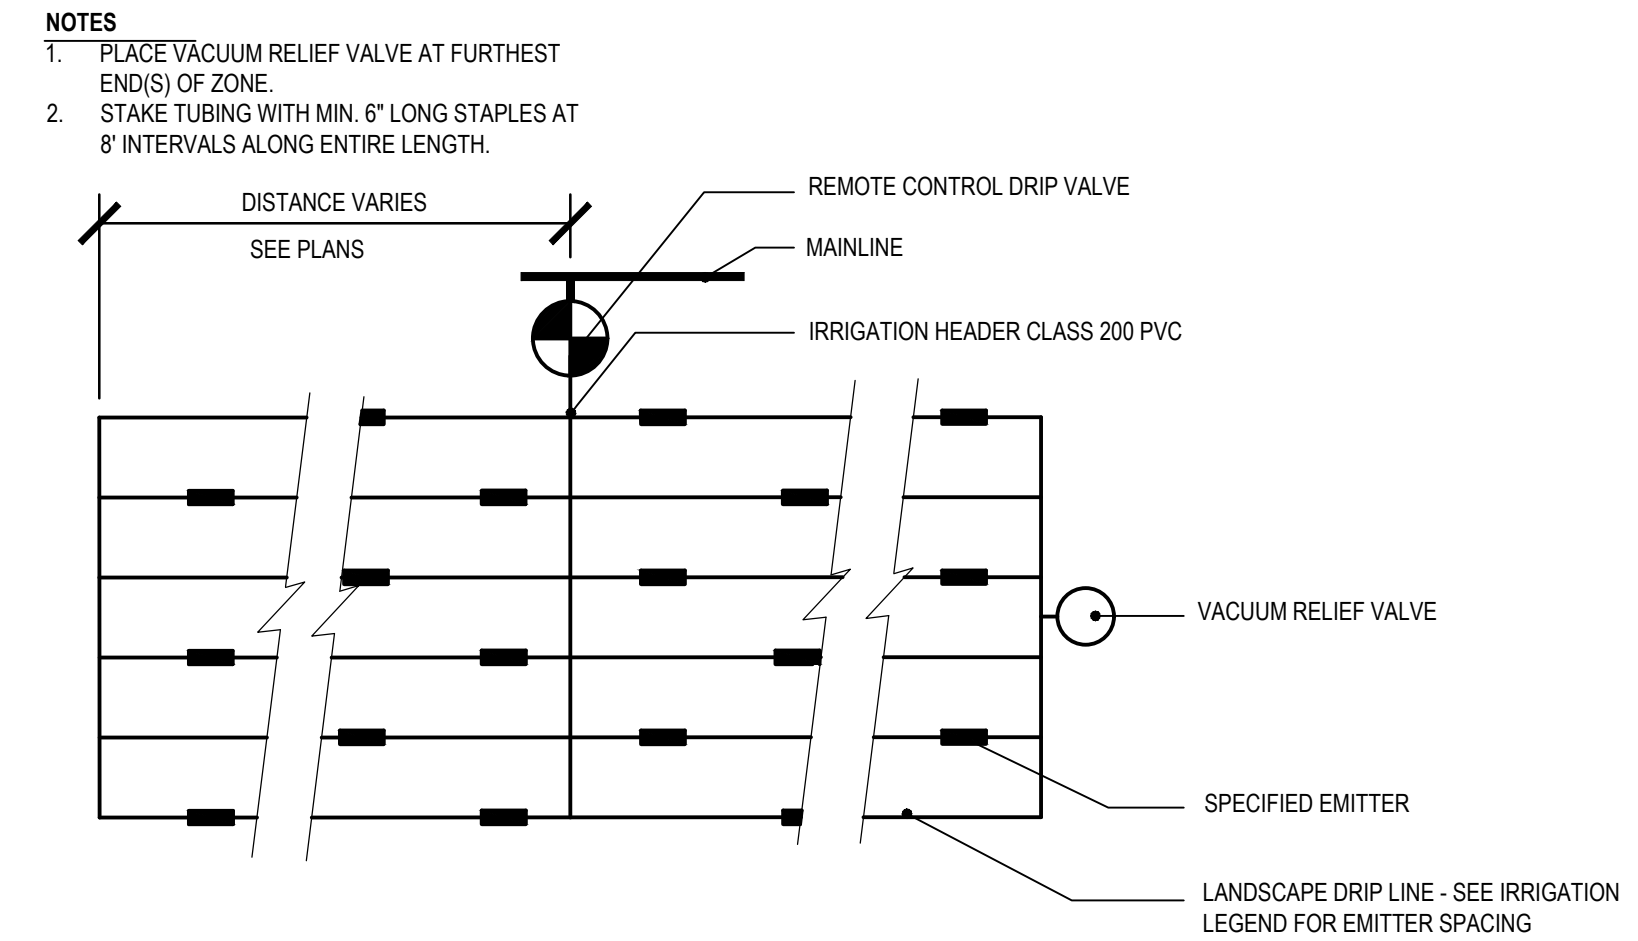 NOTES
1. PLACE VACUUM RELIEF VALVE AT FURTHEST
END(S) OF ZONE.
2. STAKE TUBING WITH MIN. 6" LONG STAPLES AT
8' INTERVALS ALONG ENTIRE LENGTH.
DISTANCE VARIES
SEE PLANS
REMOTE CONTROL DRIP VALVE
MAINLINE
IRRIGATION HEADER CLASS 200 PVC
VACUUM RELIEF VALVE
SPECIFIED EMITTER
LANDSCAPE DRIP LINE - SEE IRRIGATION
LEGEND FOR EMITTER SPACING